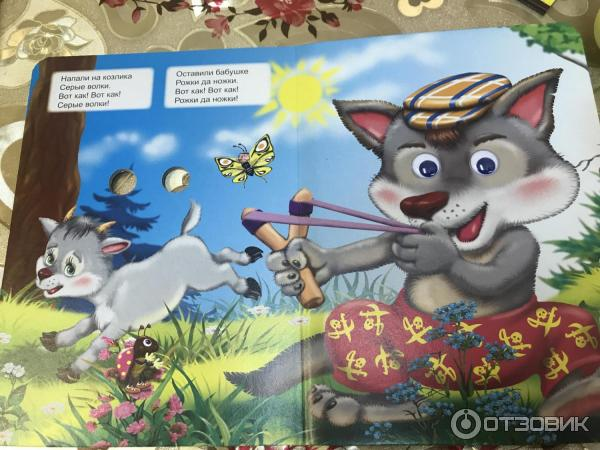 Напали на козлика
Серые волки.
Вот как! Вот как!
Серые волки!
Оставили бабушке
Рожки да ножки.
Вот как! Вот как!
Рожки да ножки!
ОТЗОВИК